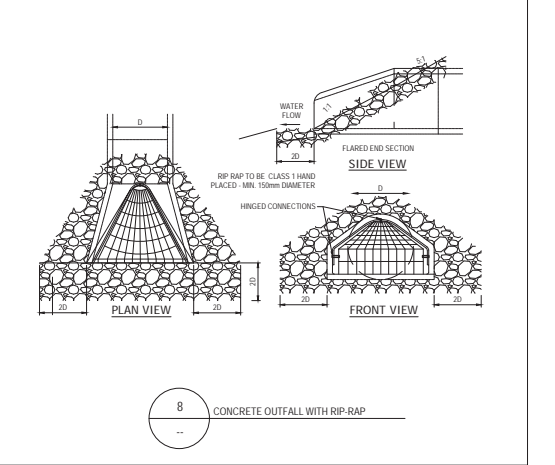 5:1
1:1
WATER
FLOW
2D
FLARED END SECTION
SIDE VIEW
D
2D
2D
2D
PLAN VIEW
RIP RAP TO BE CLASS 1 HAND
PLACED - MIN. 150mm DIAMETER
HINGED CONNECTIONS
D
2D
2D
FRONT VIEW
8
--
CONCRETE OUTFALL WITH RIP-RAP